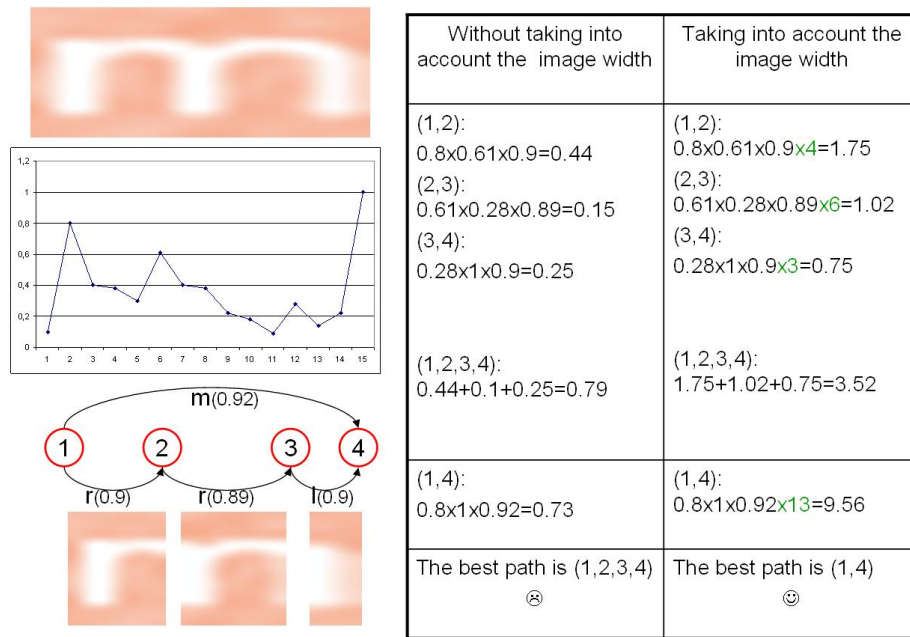 1,2
1
0,8
0,6
0,4
0,2
0
1 2 3 4 5 6 7 8 9 10 11 12 13 14 15
m(0.92)
1 2 3 4
r(0.9) r(0.89) l(0.9)
Without taking into
account the image width
(1,2):
0.8x0.61x0.9=0.44
(2,3):
0.61x0.28x0.89=0.15
(3,4):
0.28x1x0.9=0.25
(1,2,3,4):
0.44+0.1+0.25=0.79
(1,4):
0.8x1x0.92=0.73
The best path is (1,2,3,4)
☹
Taking into account the
image width
(1,2):
0.8x0.61x0.9x4=1.75
(2,3):
0.61x0.28x0.89x6=1.02
(3,4):
0.28x1x0.9x3=0.75
(1,2,3,4):
1.75+1.02+0.75=3.52
(1,4):
0.8x1x0.92x13=9.56
The best path is (1,4)
☺